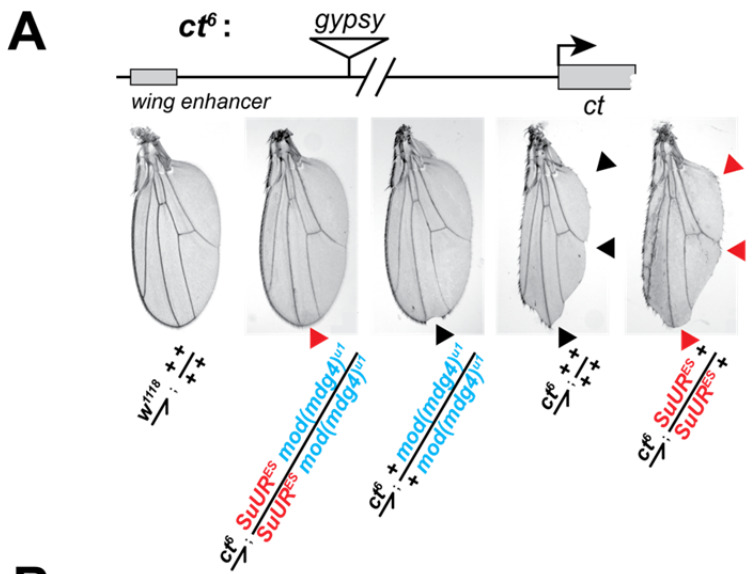 A
ct⁶ :
gypsy
wing enhancer
ct
w¹¹¹⁸ ; + +
+ +
ct⁶ ; SuURᴱˢ mod(mdg4)ᵘ¹
SuURᴱˢ mod(mdg4)ᵘ¹
ct⁶ ; + mod(mdg4)ᵘ¹
+ mod(mdg4)ᵘ¹
ct⁶ ; + +
+ +
ct⁶ ; SuURᴱˢ +
SuURᴱˢ +